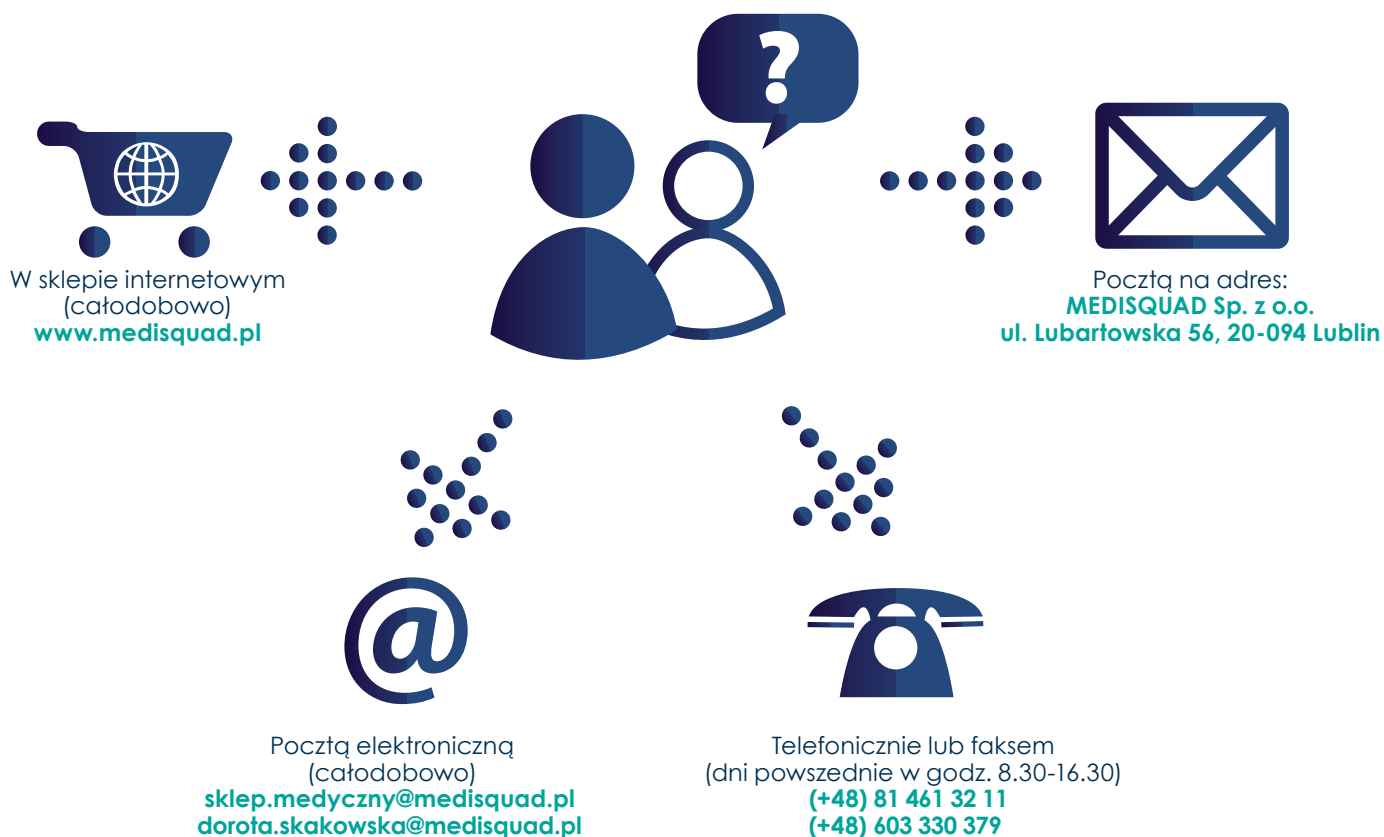 ?
W sklepie internetowym
(całodobowo)
www.medisquad.pl
Pocztą na adres:
MEDISQUAD Sp. z o.o.
ul. Lubartowska 56, 20-094 Lublin
@
Pocztą elektroniczną
(całodobowo)
sklep.medyczny@medisquad.pl
dorota.skakowska@medisquad.pl
Telefonicznie lub faksem
(dni powszednie w godz. 8.30-16.30)
(+48) 81 461 32 11
(+48) 603 330 379